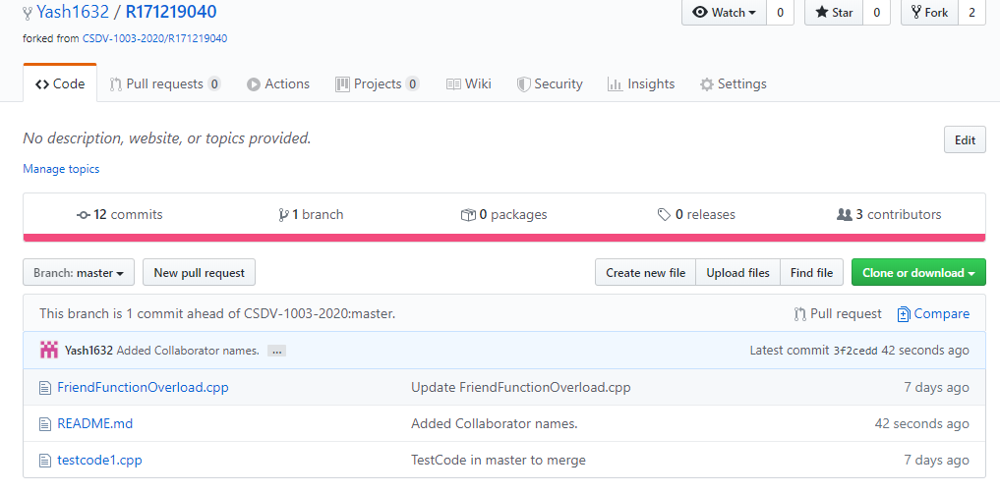 Yash1632 / R171219040
Watch 0 Star 0 Fork 2
forked from CSDV-1003-2020/R171219040
Code Pull requests 0 Actions Projects 0 Wiki Security Insights Settings
No description, website, or topics provided.
Edit
Manage topics
12 commits 1 branch 0 packages 0 releases 3 contributors
Branch: master New pull request Create new file Upload files Find file Clone or download
This branch is 1 commit ahead of CSDV-1003-2020:master. Pull request Compare
Yash1632 Added Collaborator names. ... Latest commit 3f2cedd 42 seconds ago
FriendFunctionOverload.cpp Update FriendFunctionOverload.cpp 7 days ago
README.md Added Collaborator names. 42 seconds ago
testcode1.cpp TestCode in master to merge 7 days ago